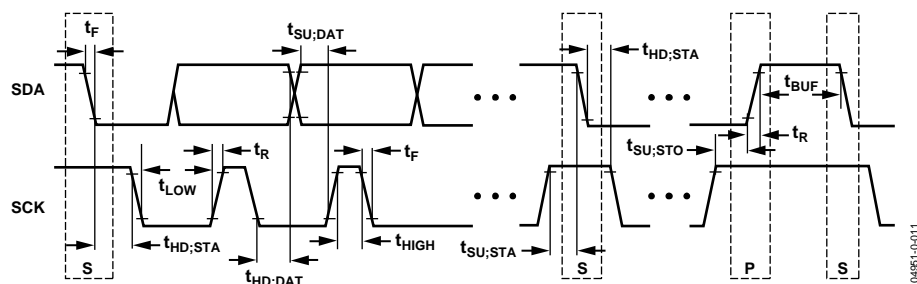 tF
tSU;DAT
tHD;STA
SDA
tBUF
tR
tSU;STO
tR
tF
tLOW
SCK
tHD;STA
tHD;DAT
tHIGH
tSU;STA
S
S
P
S
04951-0-011